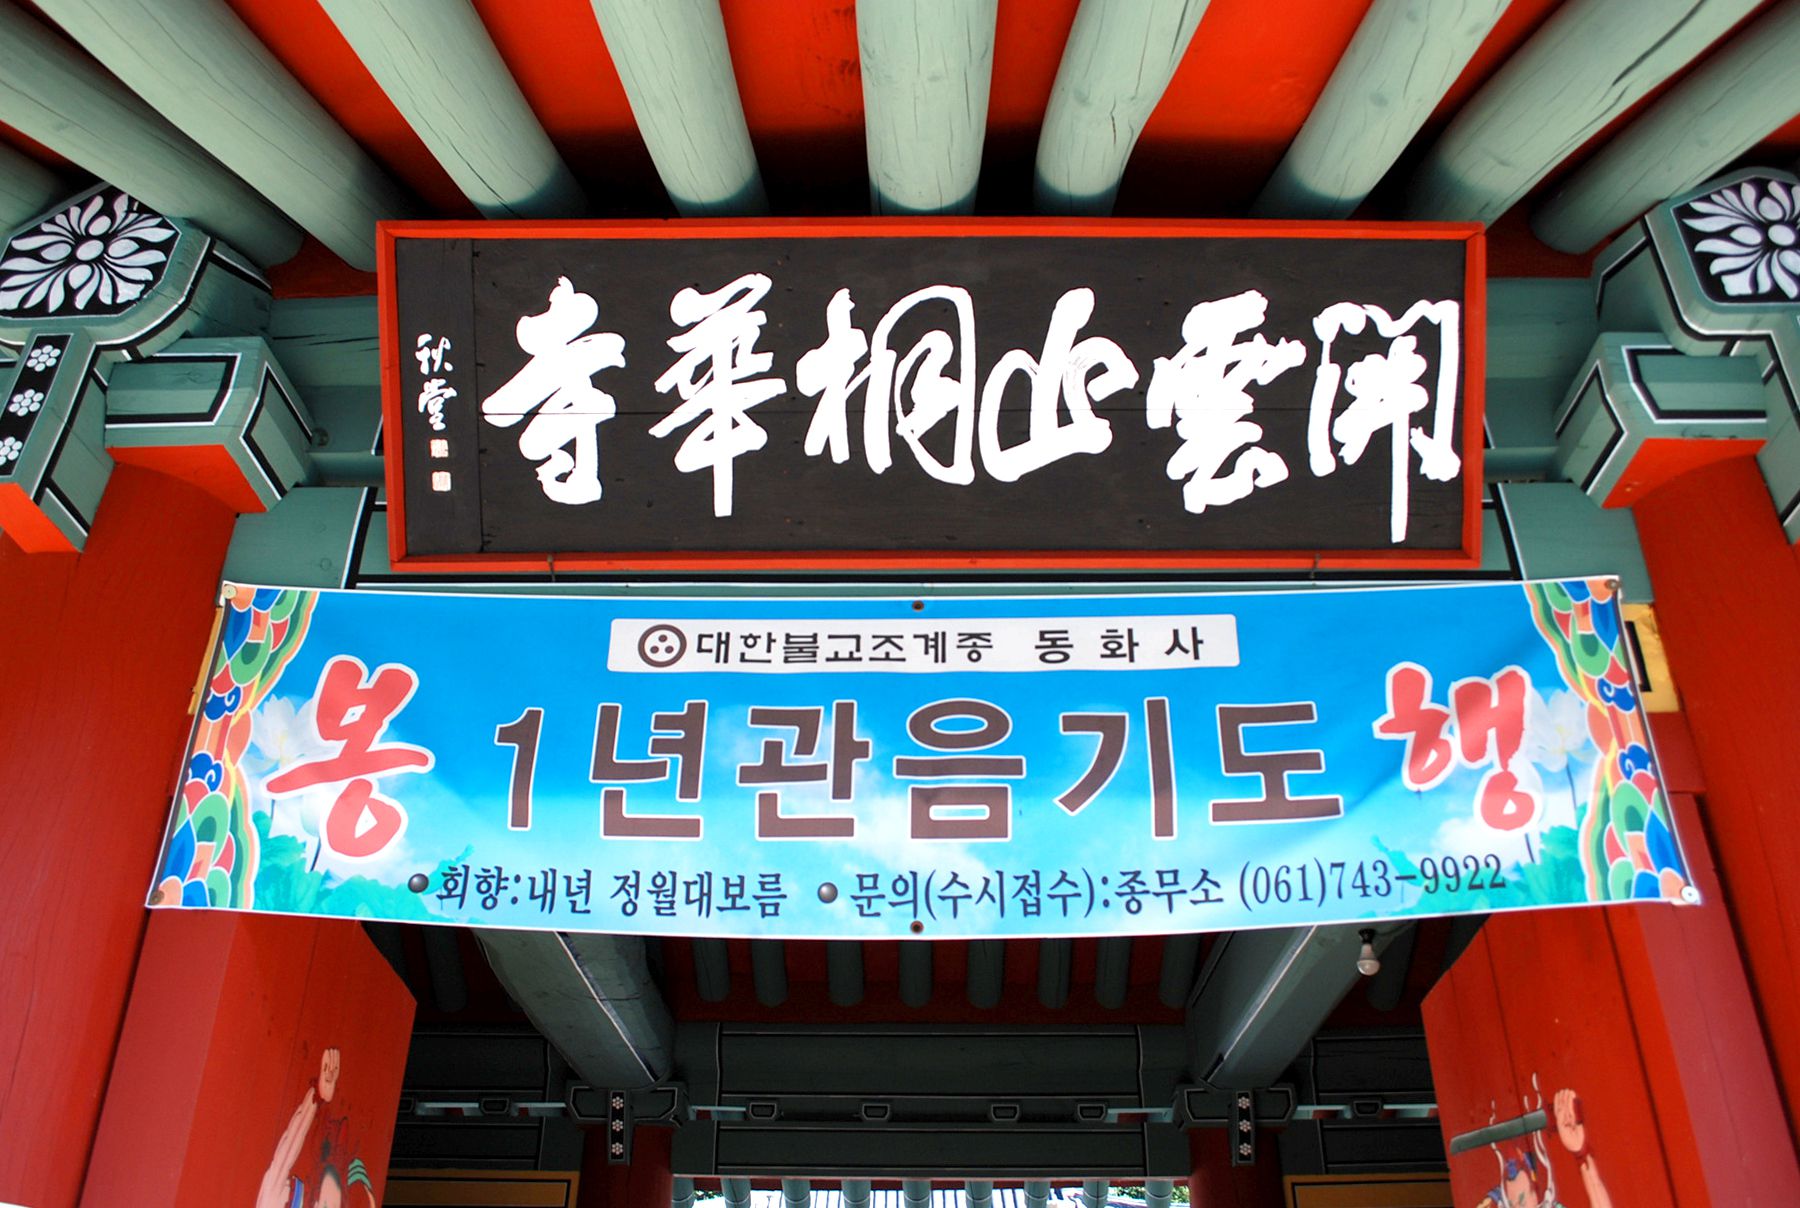 開雲山桐華寺
秋堂
대한불교조계종 동화사
봉 1년관음기도 행
●회향:내년 정월대보름 ●문의(수시접수):종무소 (061)743-9922